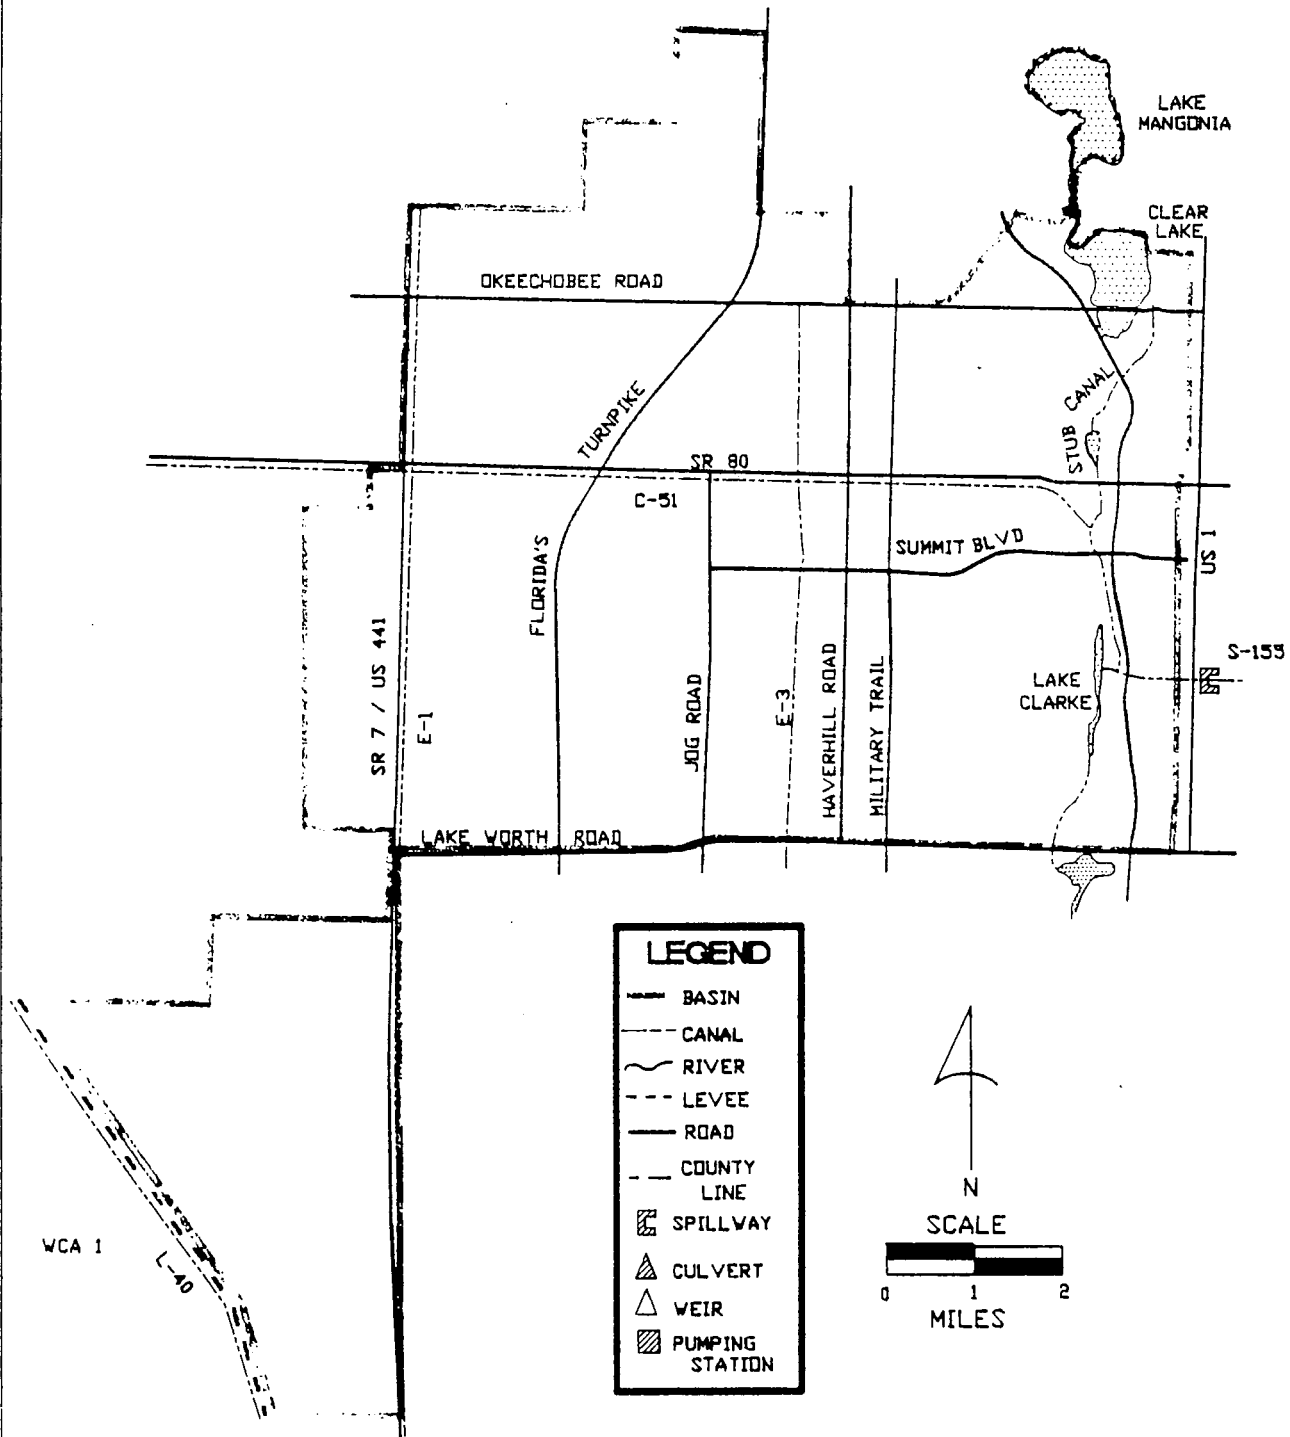 LAKE
MANGONIA
CLEAR
LAKE
OKEECHOBEE ROAD
TURNPIKE
STUB CANAL
SR 80
C-51
SUMMIT BLVD
US 1
FLORIDA'S
SR 7 / US 441
E-1
JOG ROAD
E-3
HAVERHILL ROAD
MILITARY TRAIL
LAKE
CLARKE
S-155
LAKE WORTH ROAD
WCA 1
L-40
LEGEND
BASIN
CANAL
RIVER
LEVEE
ROAD
COUNTY
LINE
SPILLWAY
CULVERT
WEIR
PUMPING
STATION
N
SCALE
0 1 2
MILES